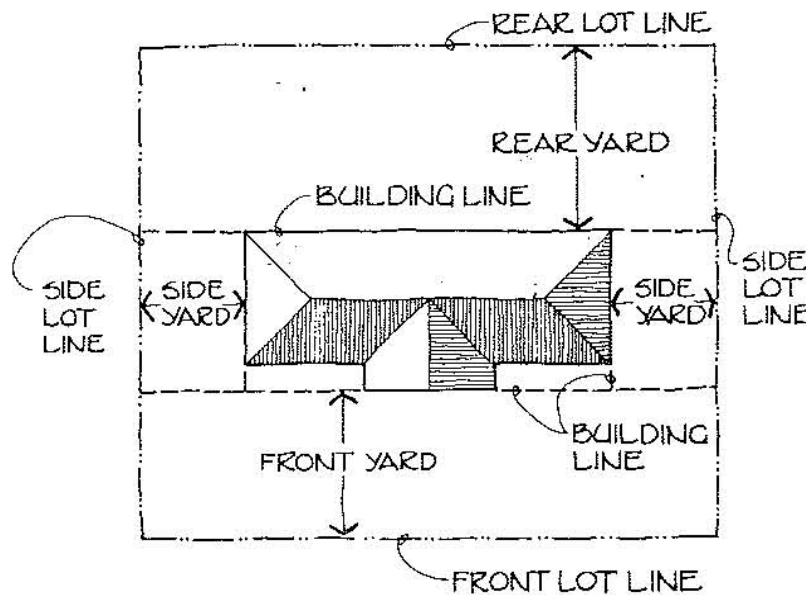 REAR LOT LINE
REAR YARD
BUILDING LINE
SIDE
LOT
LINE
SIDE
YARD
SIDE
YARD
SIDE
LOT
LINE
FRONT YARD
BUILDING
LINE
FRONT LOT LINE